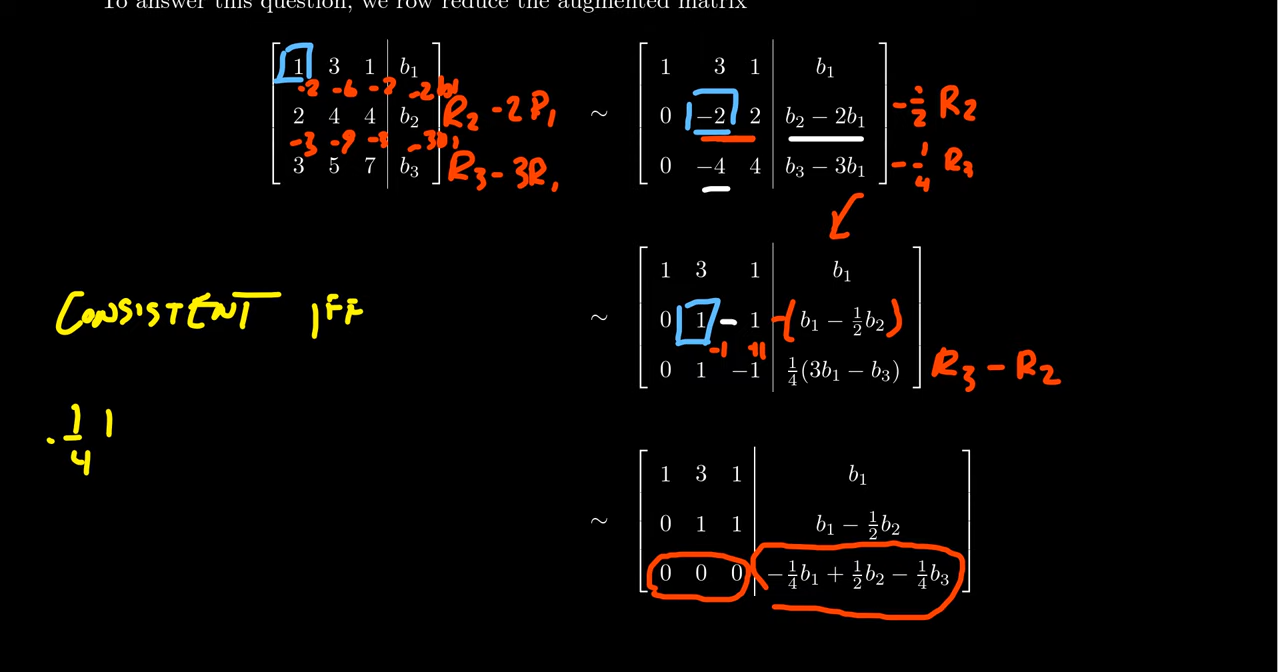 To answer this question, we row reduce the augmented matrix
1 3 1 b₁ ~ 1 3 1 b₁
-2 -6 -2 -2b1
2 4 4 b₂ R₂ - 2R₁ 0 -2 2 b₂ - 2b₁ -1/2 R₂
-3 -9 -3 -3b1
3 5 7 b₃ R₃ - 3R₁ 0 -4 4 b₃ - 3b₁ -1/4 R₃
1 3 1 b₁
CONSISTENT IFF ~ 0 1 - 1 -( b₁ - 1/2 b₂ )
-1 +1
0 1 -1 1/4(3b₁ - b₃) R₃ - R₂
-1/4
1 3 1 b₁
~ 0 1 1 b₁ - 1/2 b₂
0 0 0 -1/4 b₁ + 1/2 b₂ - 1/4 b₃